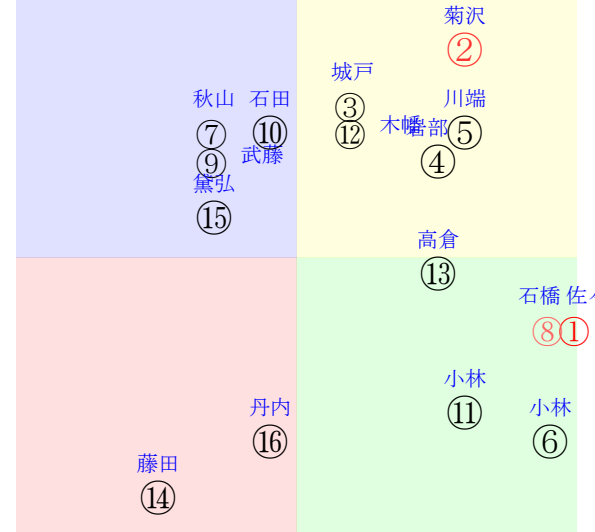 菊沢
②
城戸
秋山 石田 川端
③
木幡
⑦ ⑩ ⑫ ⑤
武藤
⑨ ④
黛弘
⑮
高倉
⑬
石橋
⑧①
小林
丹内 小林
⑪
⑯ ⑥
藤田
⑭